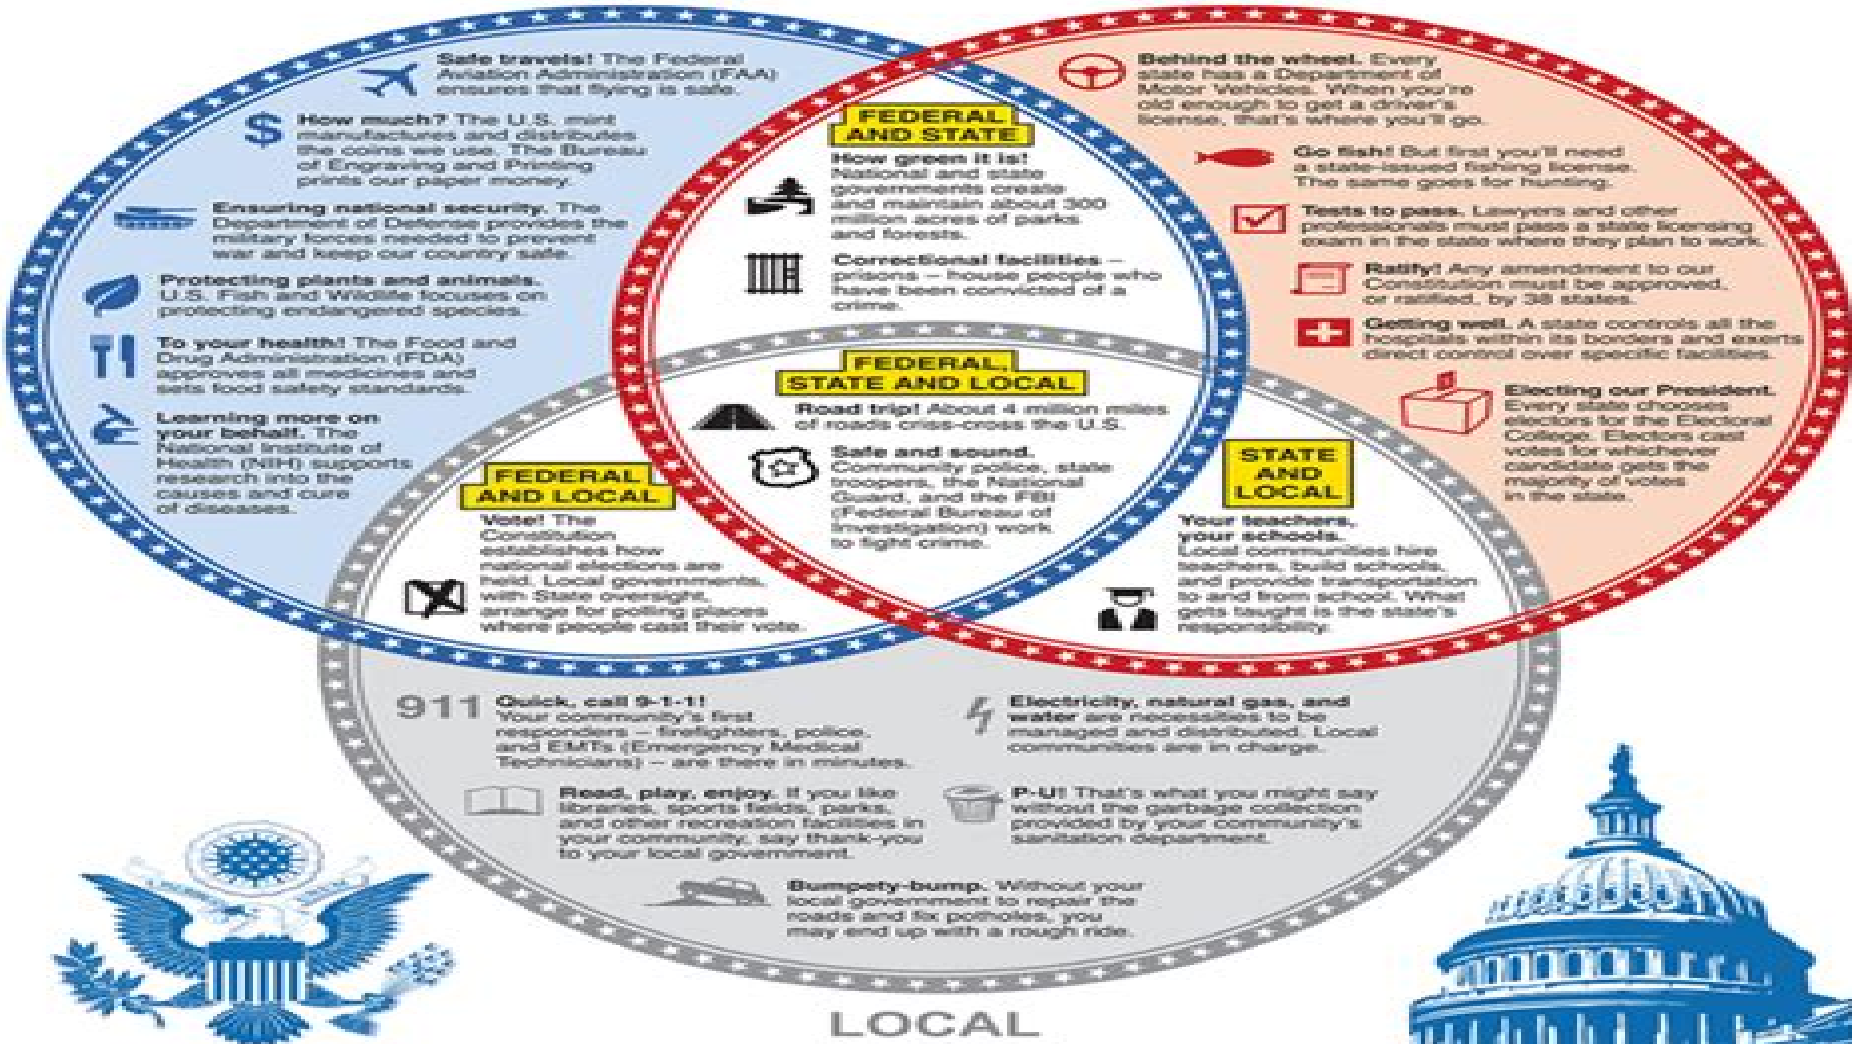 Safe travels! The Federal
Aviation Administration (FAA)
ensures that flying is safe.
How much? The U.S. mint
manufactures and distributes
the coins we use. The Bureau
of Engraving and Printing
prints our paper money.
Ensuring national security. The
Department of Defense provides the
military forces needed to prevent
war and keep our country safe.
Protecting plants and animals.
U.S. Fish and Wildlife focuses on
protecting endangered species.
To your health! The Food and
Drug Administration (FDA)
approves all medicines and
sets food safety standards.
Learning more on
your behalf. The
National Institute of
Health (NIH) supports
research into the
causes and cure
of diseases.
FEDERAL
AND STATE
How green it is!
National and state
governments create
and maintain about 300
million acres of parks
and forests.
Correctional facilities –
prisons – house people who
have been convicted of a
crime.
Behind the wheel. Every
state has a Department of
Motor Vehicles. When you're
old enough to get a driver's
license, that's where you'll go.
Go fish! But first you'll need
a state-issued fishing license.
The same goes for hunting.
Tests to pass. Lawyers and other
professionals must pass a state licensing
exam in the state where they plan to work.
Ratify! Any amendment to our
Constitution must be approved,
or ratified, by 38 states.
Getting well. A state controls all the
hospitals within its borders and exerts
direct control over specific facilities.
Electing our President.
Every state chooses
electors for the Electoral
College. Electors cast
votes for whichever
candidate gets the
majority of votes
in the state.
FEDERAL,
STATE AND LOCAL
Road trip! About 4 million miles
of roads criss-cross the U.S.
Safe and sound.
Community police, state
troopers, the National
Guard, and the FBI
(Federal Bureau of
Investigation) work
to fight crime.
FEDERAL
AND LOCAL
Vote! The
Constitution
establishes how
national elections are
held. Local governments,
with State oversight,
arrange for polling places
where people cast their vote.
STATE
AND
LOCAL
Your teachers,
your schools.
Local communities hire
teachers, build schools,
and provide transportation
to and from school. What
gets taught is the state's
responsibility.
911
Quick, call 9-1-1!
Your community's first
responders – firefighters, police,
and EMTs (Emergency Medical
Technicians) – are there in minutes.
Electricity, natural gas, and
water are necessities to be
managed and distributed. Local
communities are in charge.
Read, play, enjoy. If you like
libraries, sports fields, parks,
and other recreation facilities in
your community, say thank-you
to your local government.
P-U! That's what you might say
without the garbage collection
provided by your community's
sanitation department.
Bumpety-bump. Without your
local government to repair the
roads and fix potholes, you
may end up with a rough ride.
LOCAL